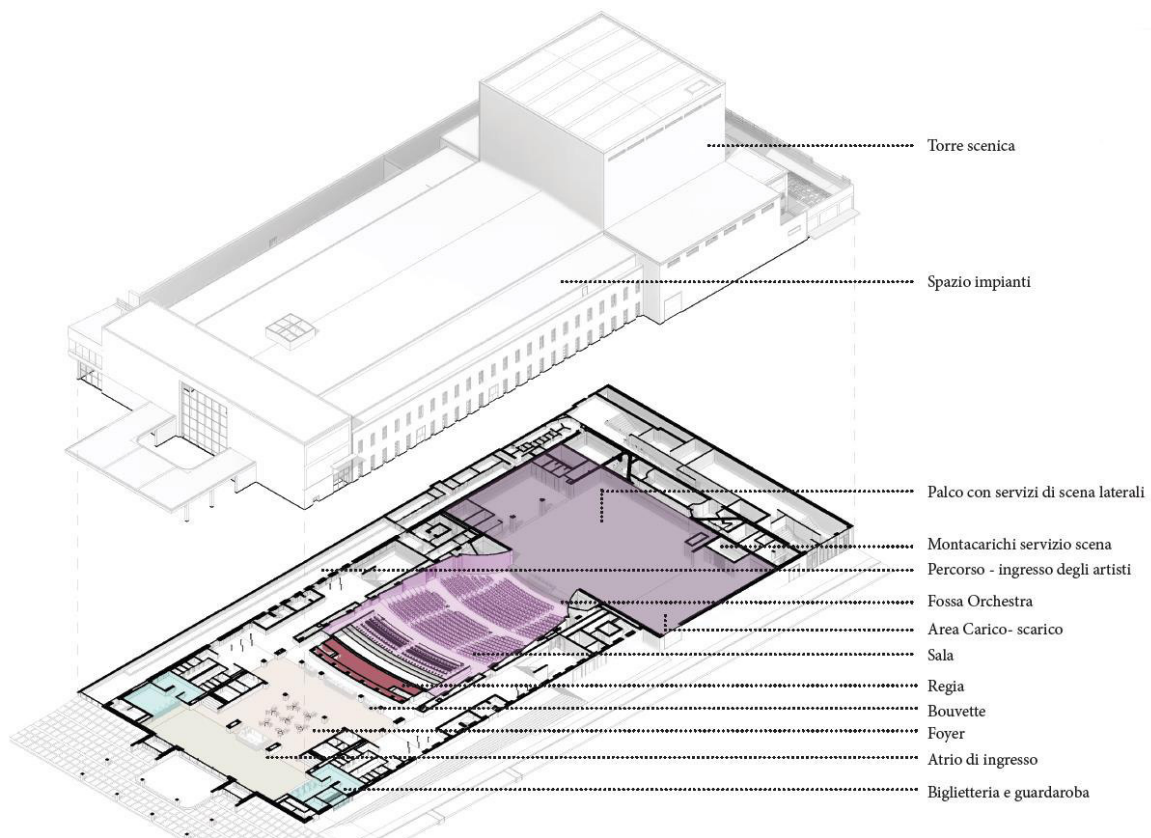 Torre scenica
Spazio impianti
Palco con servizi di scena laterali
Montacarichi servizio scena
Percorso - ingresso degli artisti
Fossa Orchestra
Area Carico- scarico
Sala
Regia
Bouvette
Foyer
Atrio di ingresso
Biglietteria e guardaroba